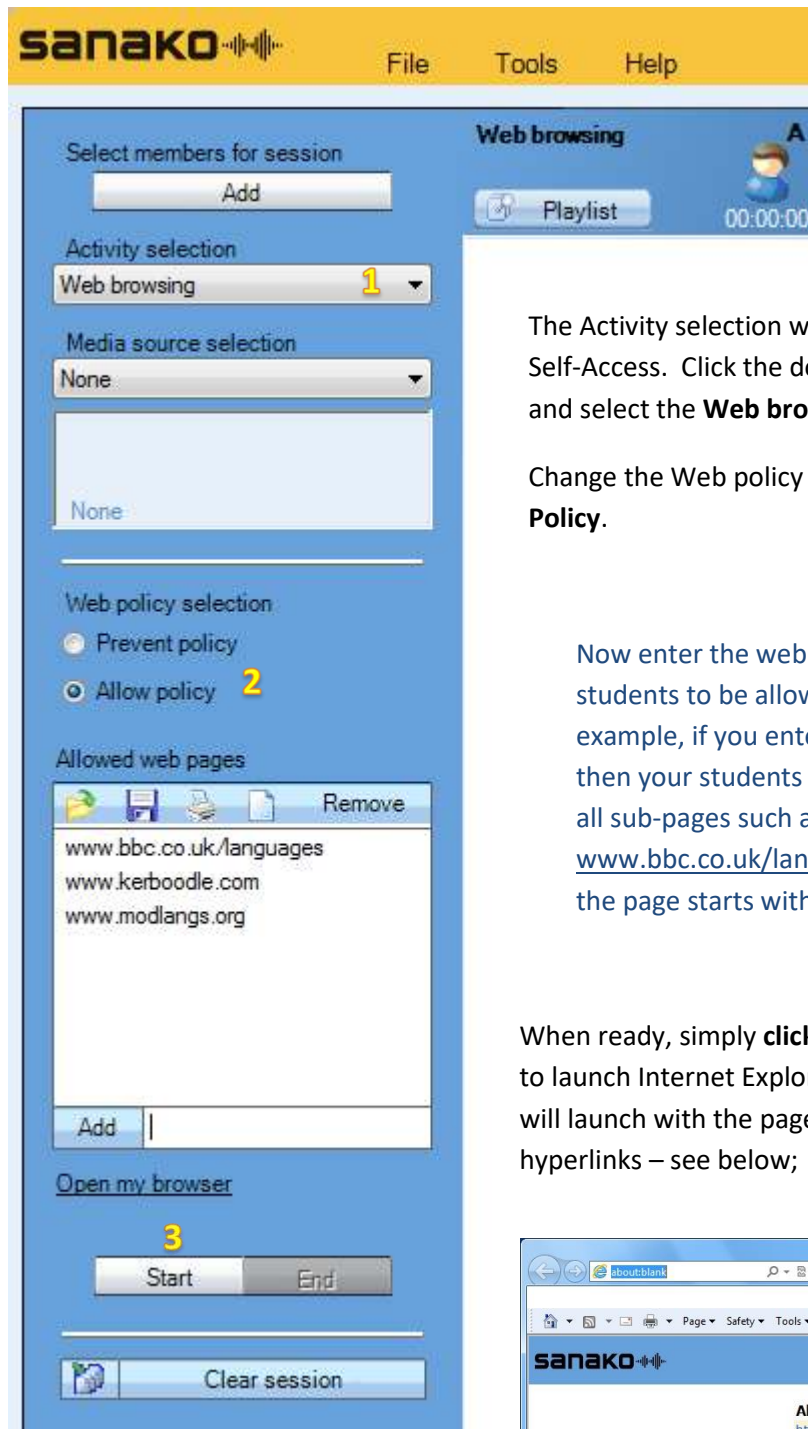 sanako
File Tools Help
Select members for session
Add
Activity selection
Web browsing 1
Media source selection
None
None
Web policy selection
Prevent policy
Allow policy 2
Allowed web pages
Remove
www.bbc.co.uk/languages
www.kerboodle.com
www.modlangs.org
Add
Open my browser
3
Start End
Clear session
Web browsing A
Playlist 00:00:00
The Activity selection w
Self-Access. Click the d
and select the Web bro
Change the Web policy
Policy.
Now enter the web
students to be allow
example, if you ent
then your students
all sub-pages such a
www.bbc.co.uk/lan
the page starts with
When ready, simply click
to launch Internet Explo
will launch with the page
hyperlinks – see below;
about:blank
Page Safety Tools
sanako